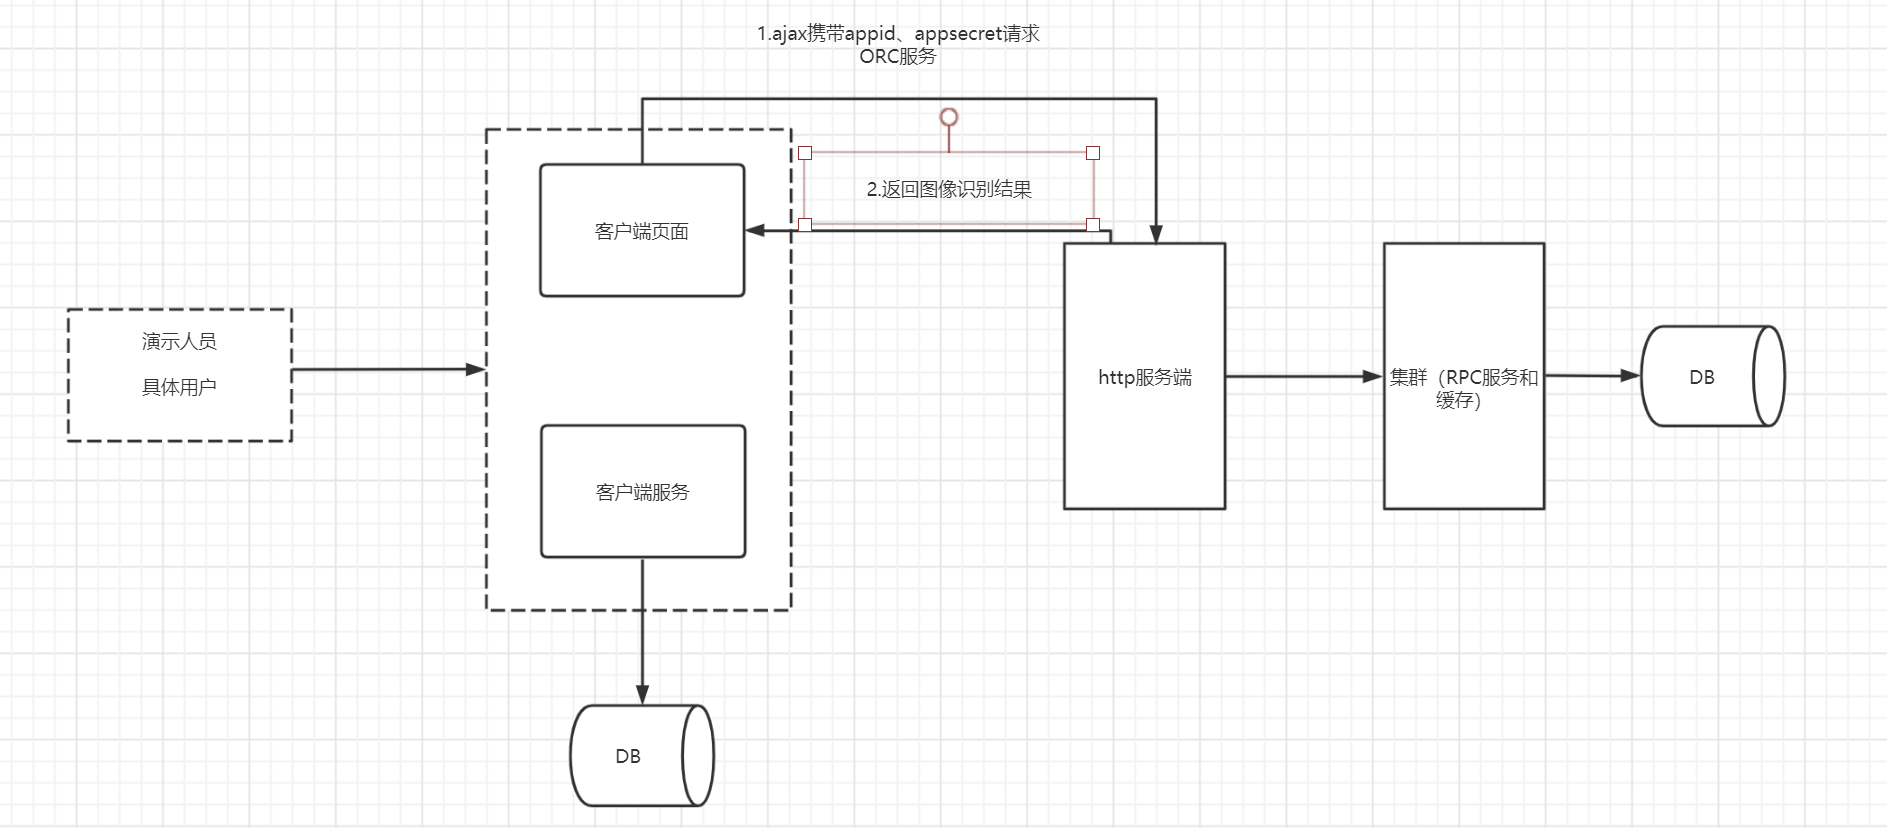 1.ajax携带appid、appsecret请求
ORC服务
2.返回图像识别结果
客户端页面
演示人员
具体用户
http服务端
集群（RPC服务和
缓存）
DB
客户端服务
DB